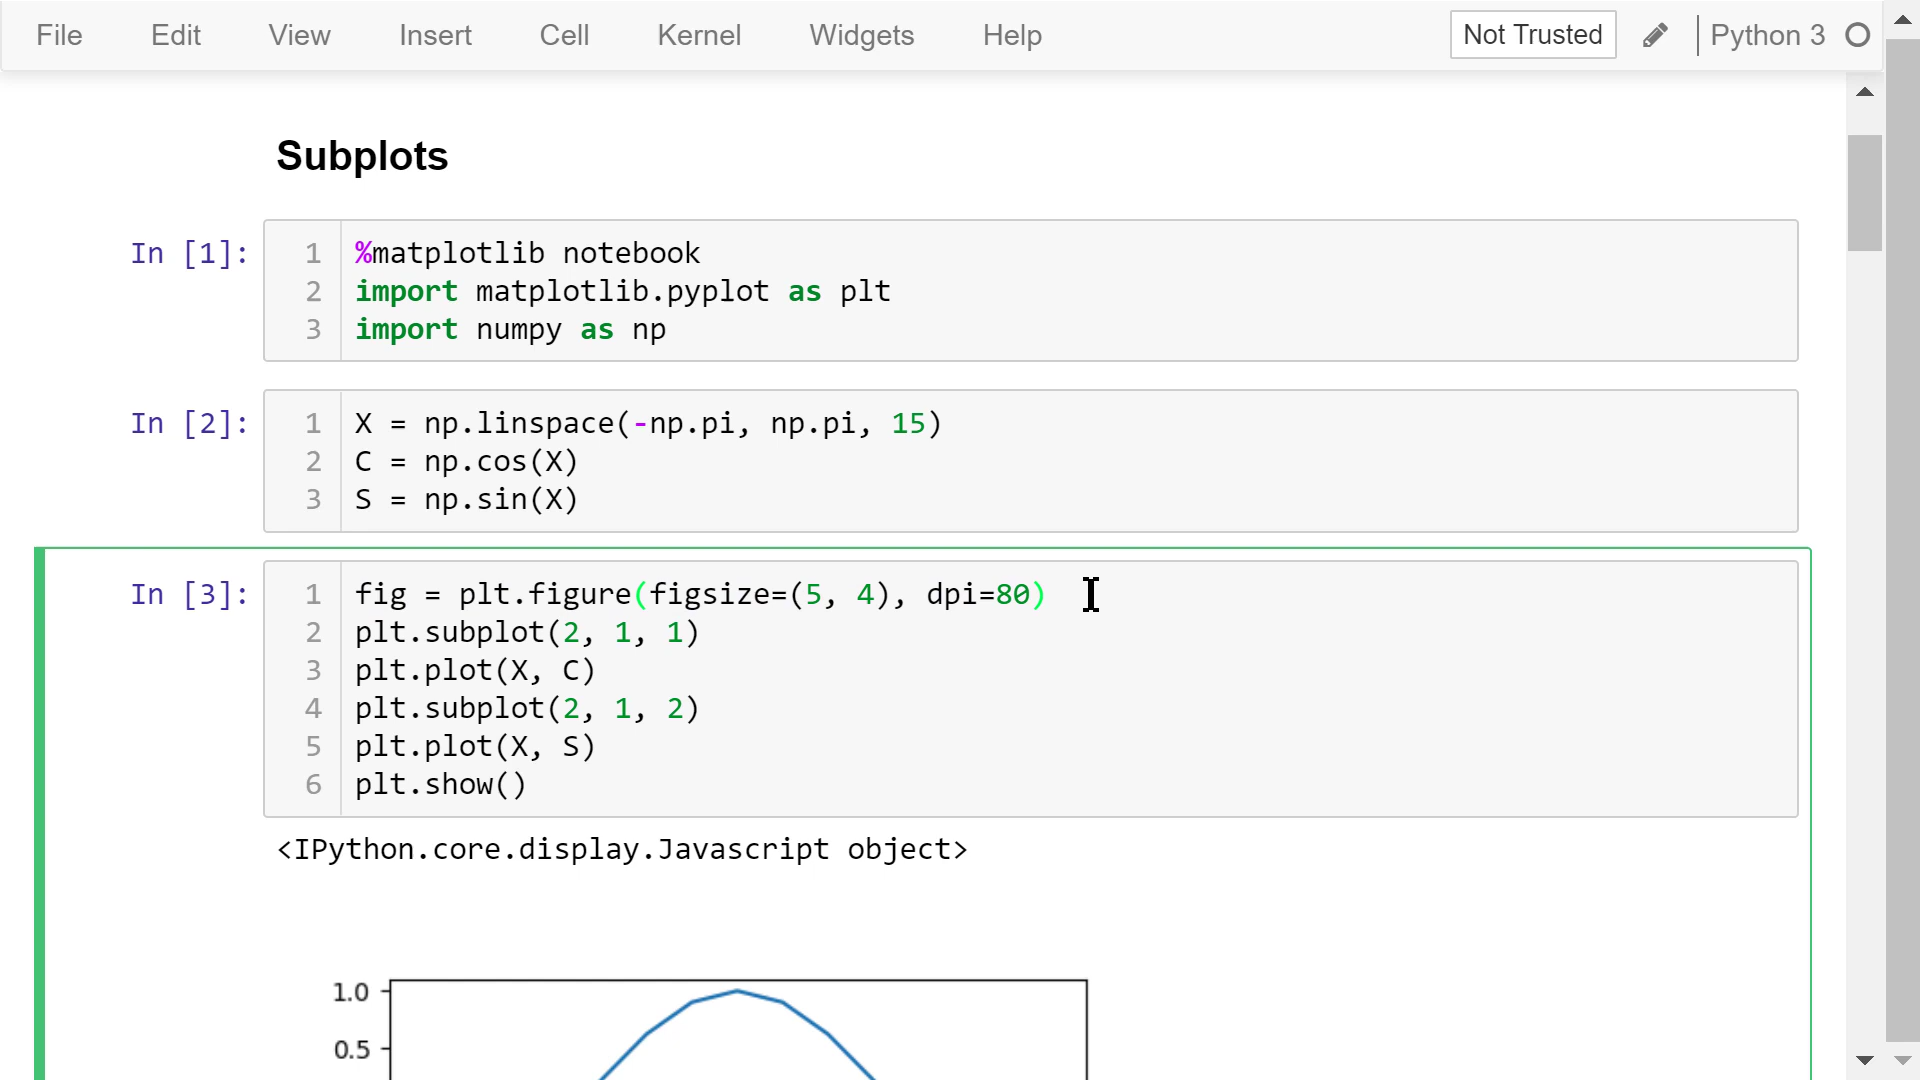 File Edit View Insert Cell Kernel Widgets Help Not Trusted Python 3
Subplots
In [1]:
1 %matplotlib notebook
2 import matplotlib.pyplot as plt
3 import numpy as np
In [2]:
1 X = np.linspace(-np.pi, np.pi, 15)
2 C = np.cos(X)
3 S = np.sin(X)
In [3]:
1 fig = plt.figure(figsize=(5, 4), dpi=80)
2 plt.subplot(2, 1, 1)
3 plt.plot(X, C)
4 plt.subplot(2, 1, 2)
5 plt.plot(X, S)
6 plt.show()
<IPython.core.display.Javascript object>
1.0
0.5